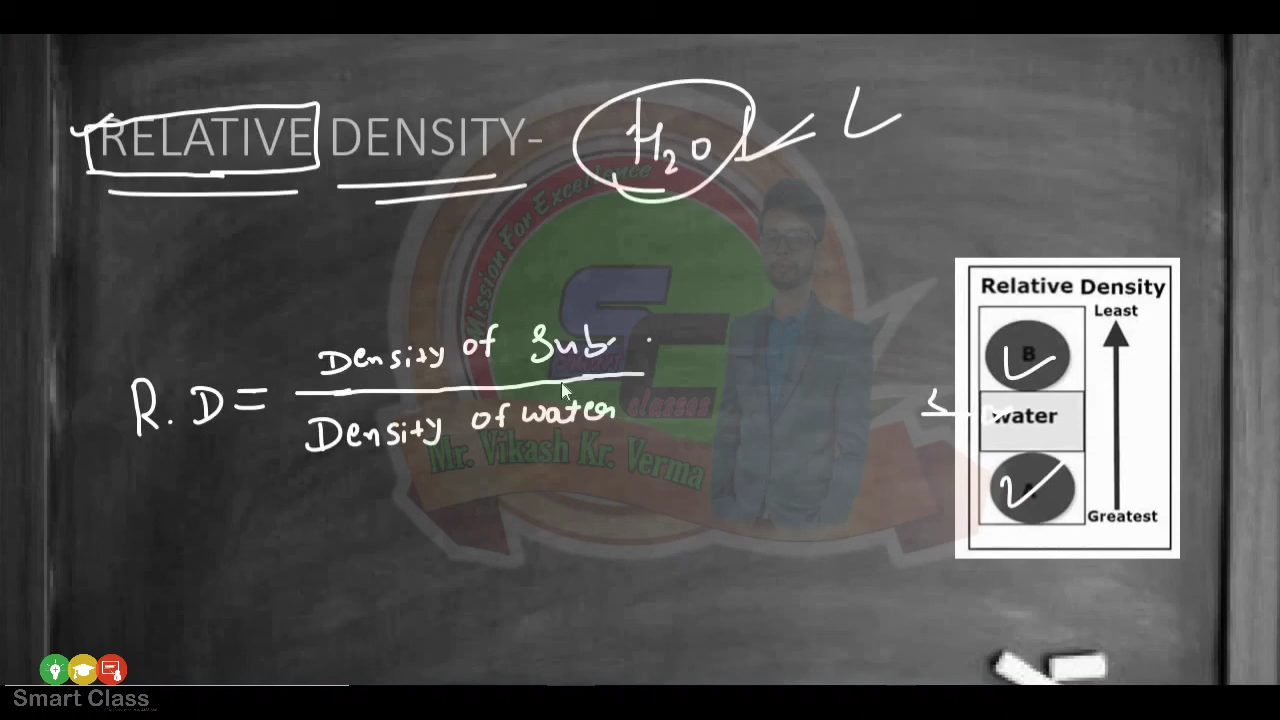 RELATIVE DENSITY-
H₂O
Mission For Excellence
Density of Sub.
R.D =
Density of water
classes
Mr. Vikash Kr. Verma
Relative Density
Least
B
water
Greatest
Smart Class